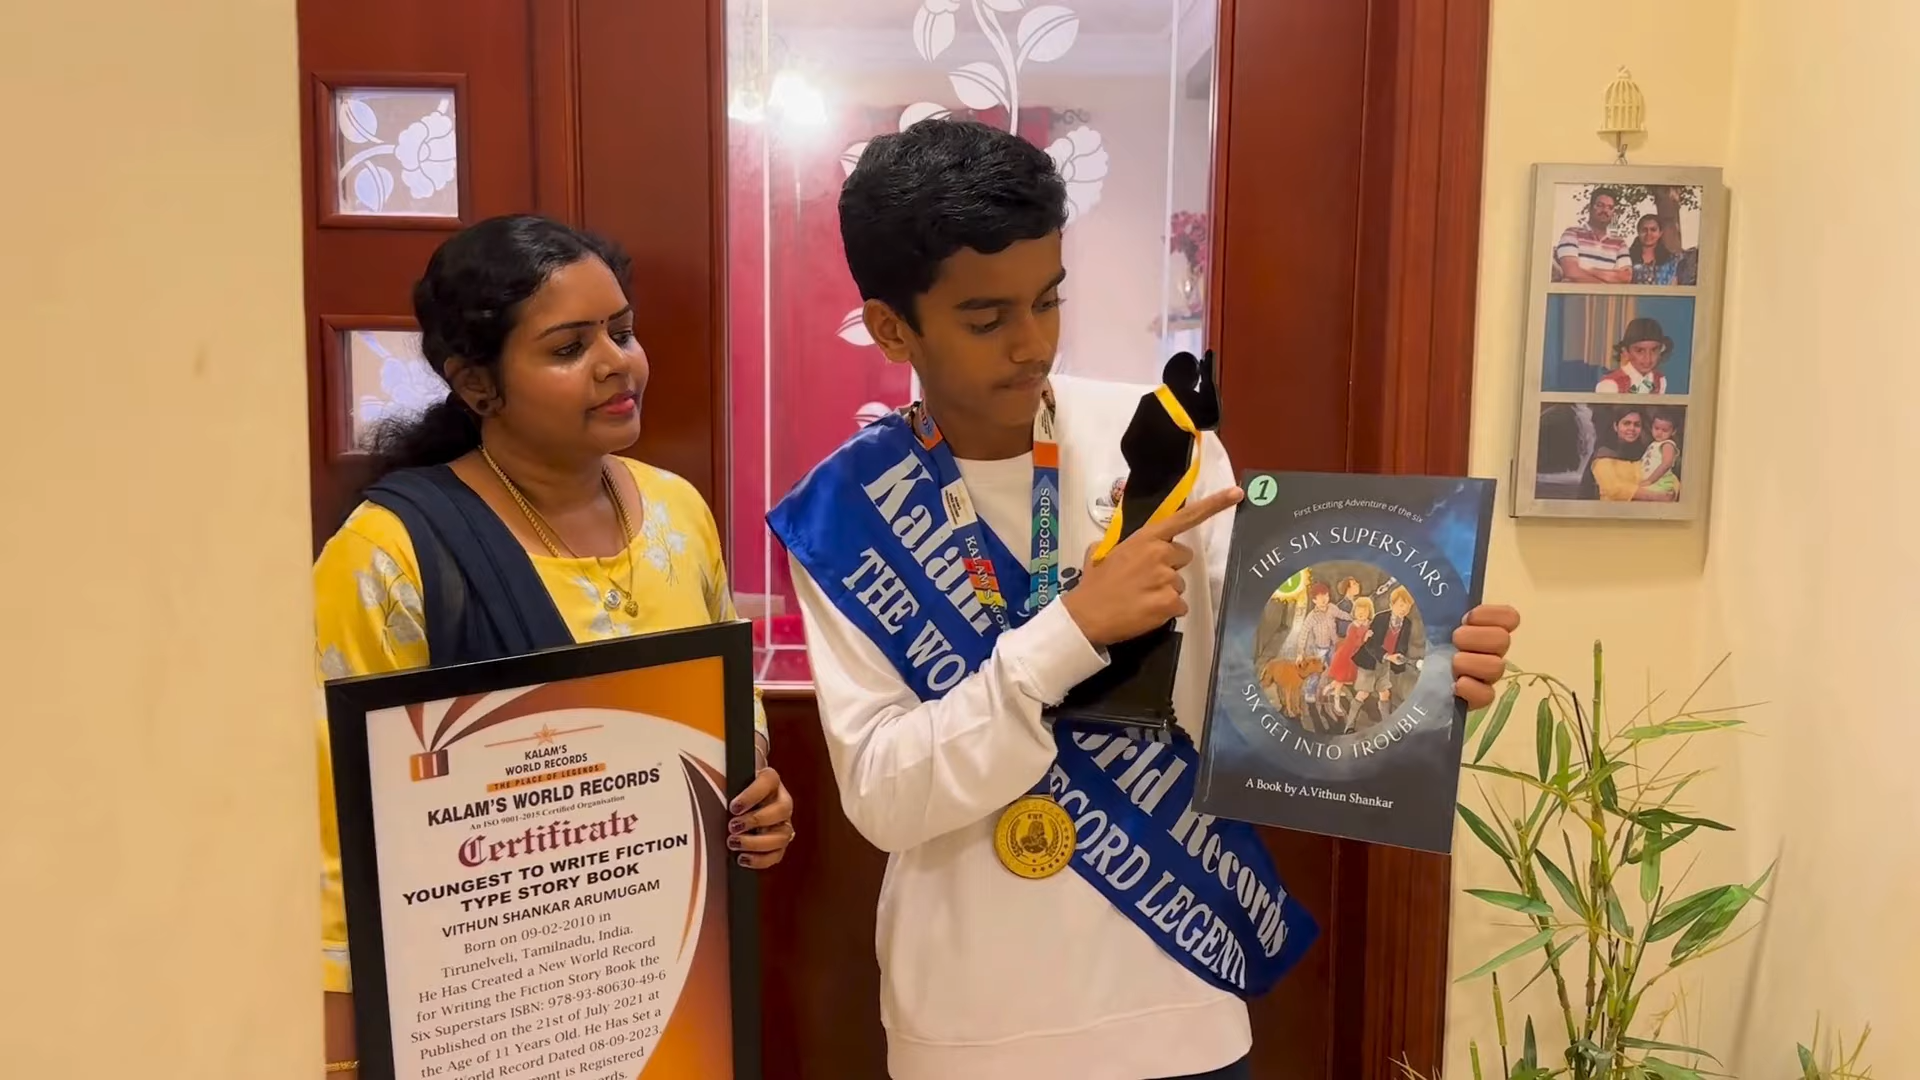 KALAM'S
WORLD RECORDS
THE PLACE OF LEGENDS
KALAM'S WORLD RECORDS
An ISO 9001-2015 Certified Organisation
Certificate
YOUNGEST TO WRITE FICTION
TYPE STORY BOOK
VITHUN SHANKAR ARUMUGAM
Born on 09-02-2010 in
Tirunelveli, Tamilnadu, India.
He Has Created a New World Record
for Writing the Fiction Story Book the
Six Superstars ISBN: 978-93-80630-49-6
Published on the 21st of July 2021 at
the Age of 11 Years Old. He Has Set a
World Record Dated 08-09-2023.
is Registered
Kalam
THE WO
World Records
RECORD LEGEND
KALAM'S WO
WORLD RECORDS
1
First Exciting Adventure of the six
THE SIX SUPERSTARS
SIX GET INTO TROUBLE
A Book by A.Vithun Shankar